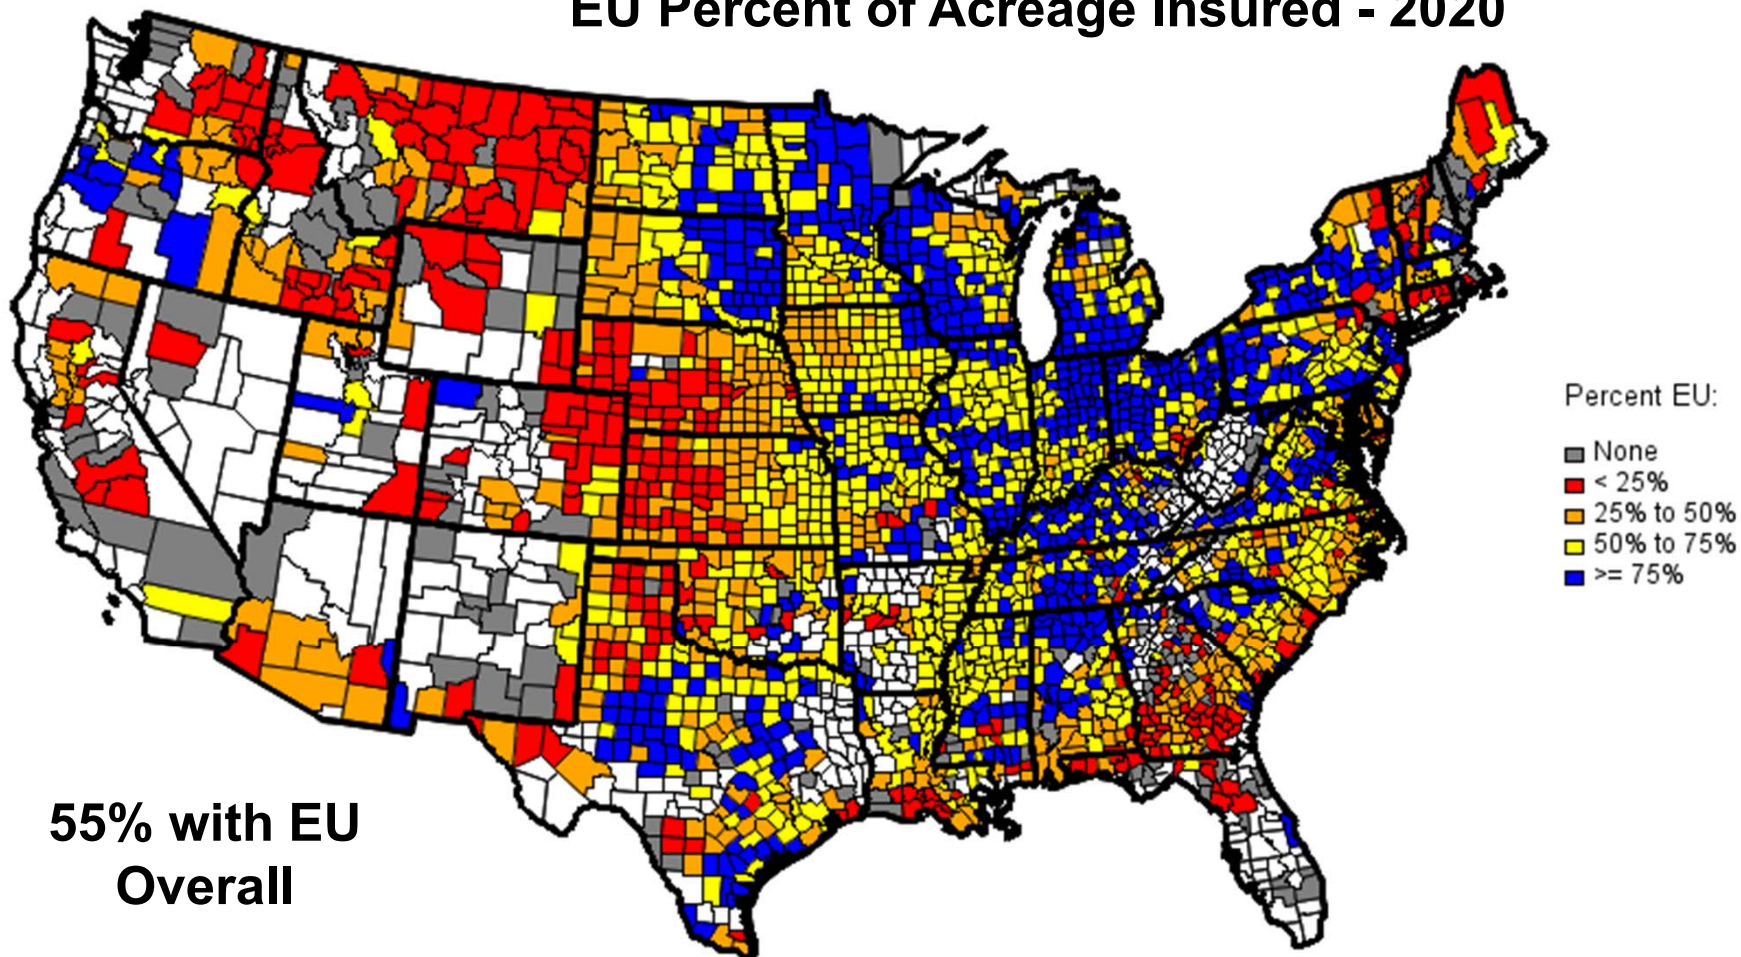 EU Percent of Acreage Insured - 2020
Percent EU:
None
< 25%
25% to 50%
50% to 75%
>= 75%
55% with EU
Overall